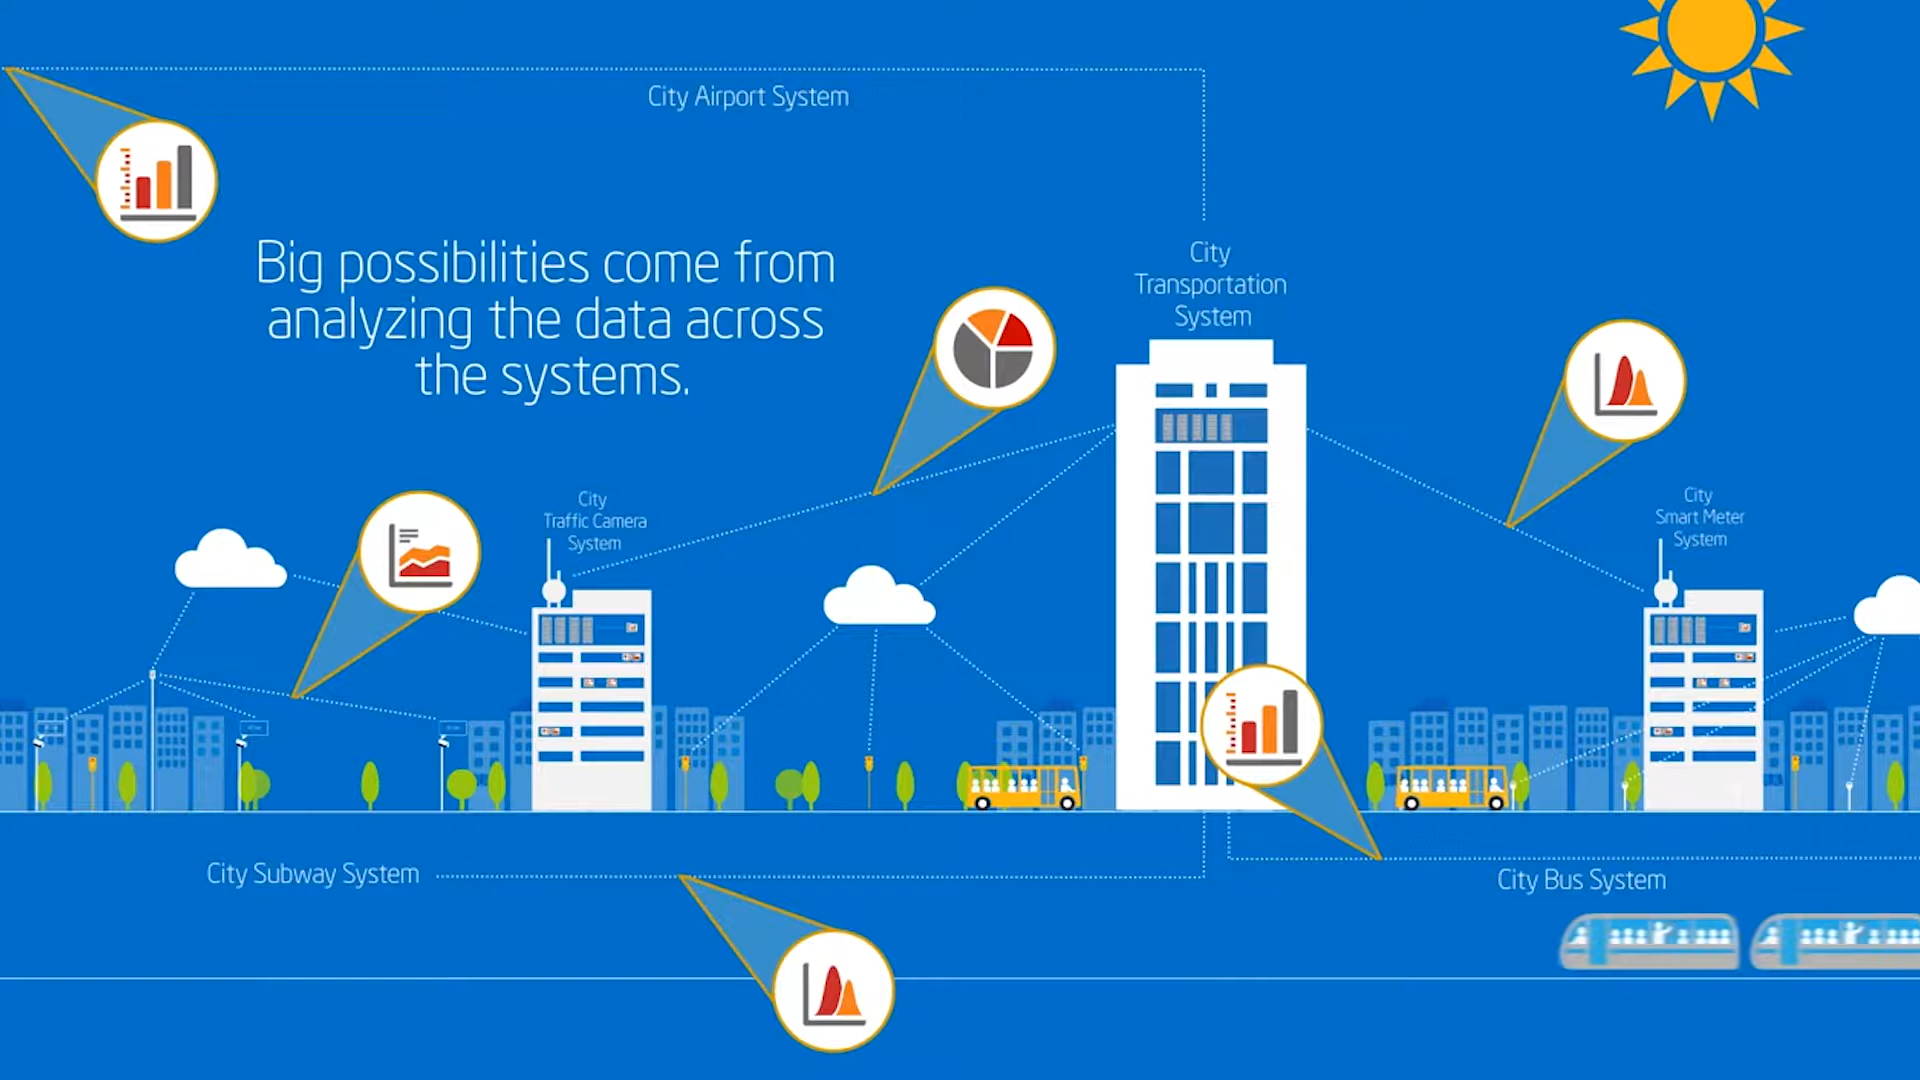 City Airport System
Big possibilities come from
analyzing the data across
the systems.
City
Transportation
System
City
Traffic Camera
System
City
Smart Meter
System
City Subway System
City Bus System